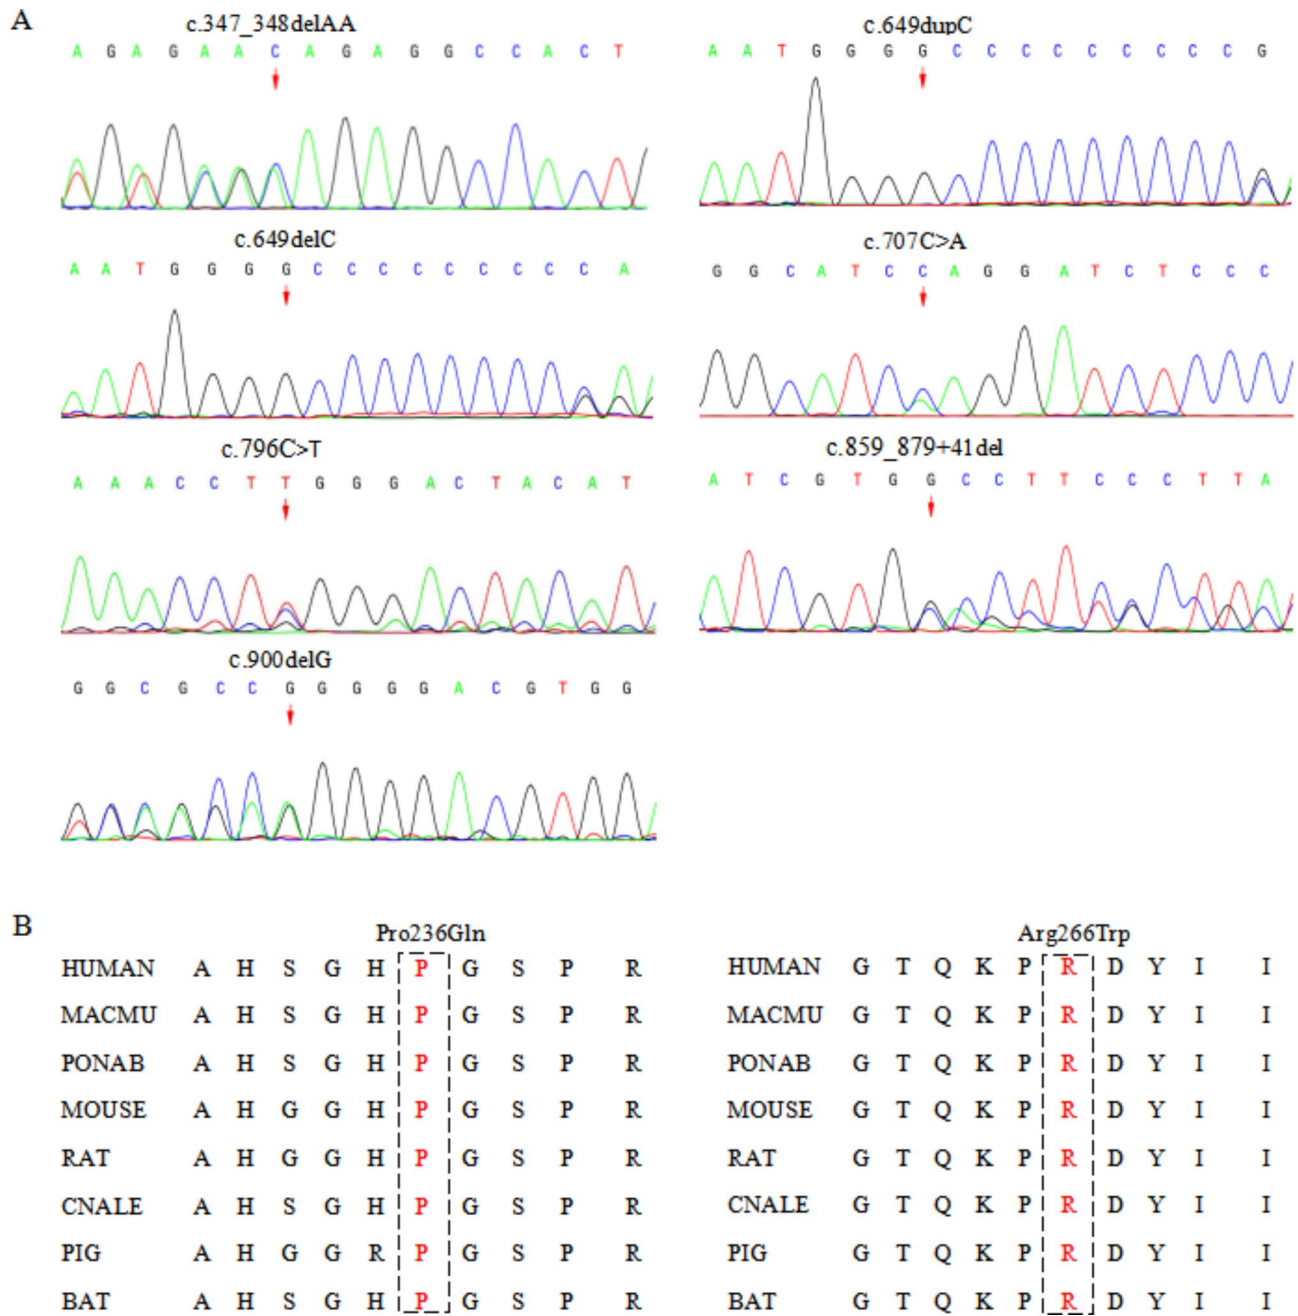 A
c.347_348delAA
A G A G A A C A G A G G C C A C T
c.649dupC
A A T G G G G C C C C C C C C C G
c.649delC
A A T G G G G C C C C C C C C C A
c.707C>A
G G C A T C C A G G A T C T C C C
c.796C>T
A A A C C T T G G G A C T A C A T
c.859_879+41del
A T C G T G G C C T T C C C T T A
c.900delG
G G C G C C G G G G G A C G T G G
B
Pro236Gln
HUMAN A H S G H P G S P R
MACMU A H S G H P G S P R
PONAB A H S G H P G S P R
MOUSE A H G G H P G S P R
RAT A H G G H P G S P R
CNALE A H S G H P G S P R
PIG A H G G R P G S P R
BAT A H S G H P G S P R
Arg266Trp
HUMAN G T Q K P R D Y I I
MACMU G T Q K P R D Y I I
PONAB G T Q K P R D Y I I
MOUSE G T Q K P R D Y I I
RAT G T Q K P R D Y I I
CNALE G T Q K P R D Y I I
PIG G T Q K P R D Y I I
BAT G T Q K P R D Y I I